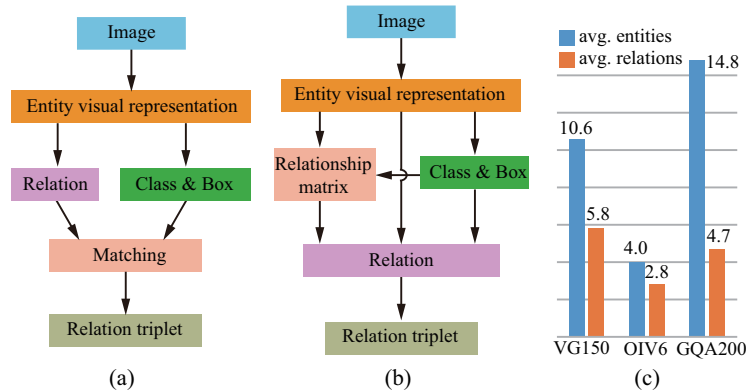 Image
Entity visual representation
Relation
Class & Box
Matching
Relation triplet
(a)
Image
Entity visual representation
Relationship
matrix
Class & Box
Relation
Relation triplet
(b)
avg. entities
avg. relations
14.8
10.6
5.8
4.0
2.8
4.7
VG150 OIV6 GQA200
(c)